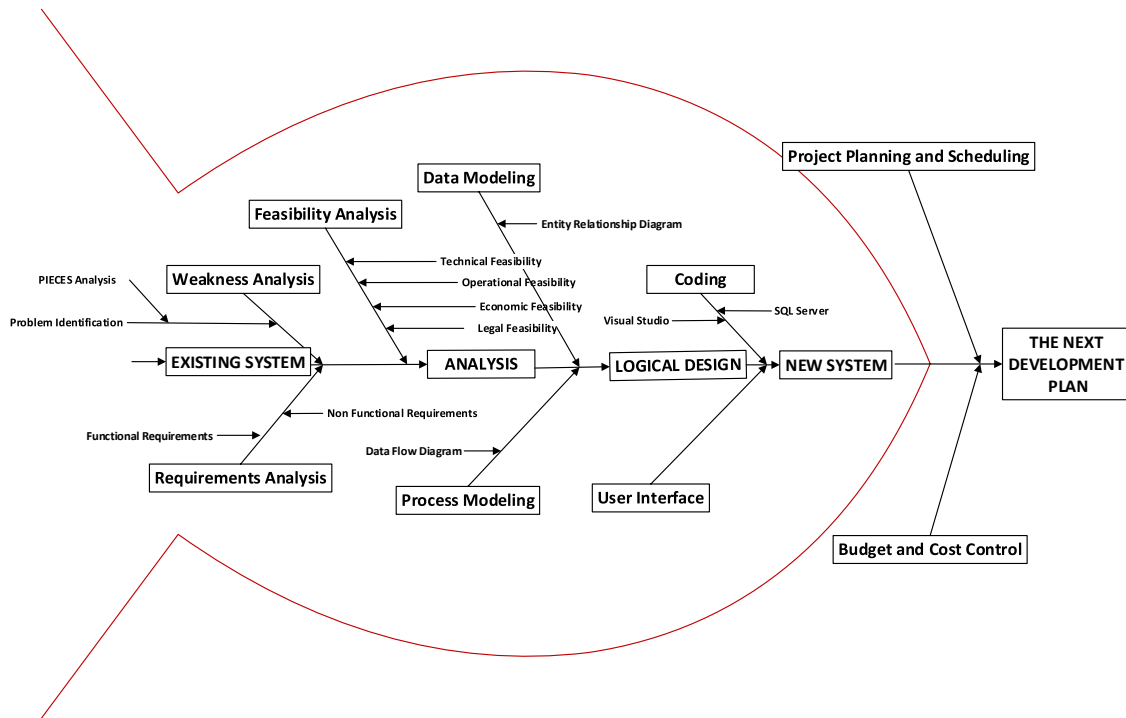 Project Planning and Scheduling
Data Modeling
Feasibility Analysis
Entity Relationship Diagram
Technical Feasibility
Weakness Analysis
Coding
PIECES Analysis
Operational Feasibility
Economic Feasibility
SQL Server
Problem Identification
Visual Studio
Legal Feasibility
EXISTING SYSTEM
ANALYSIS
LOGICAL DESIGN
NEW SYSTEM
THE NEXT
DEVELOPMENT
PLAN
Non Functional Requirements
Functional Requirements
Data Flow Diagram
Requirements Analysis
Process Modeling
User Interface
Budget and Cost Control